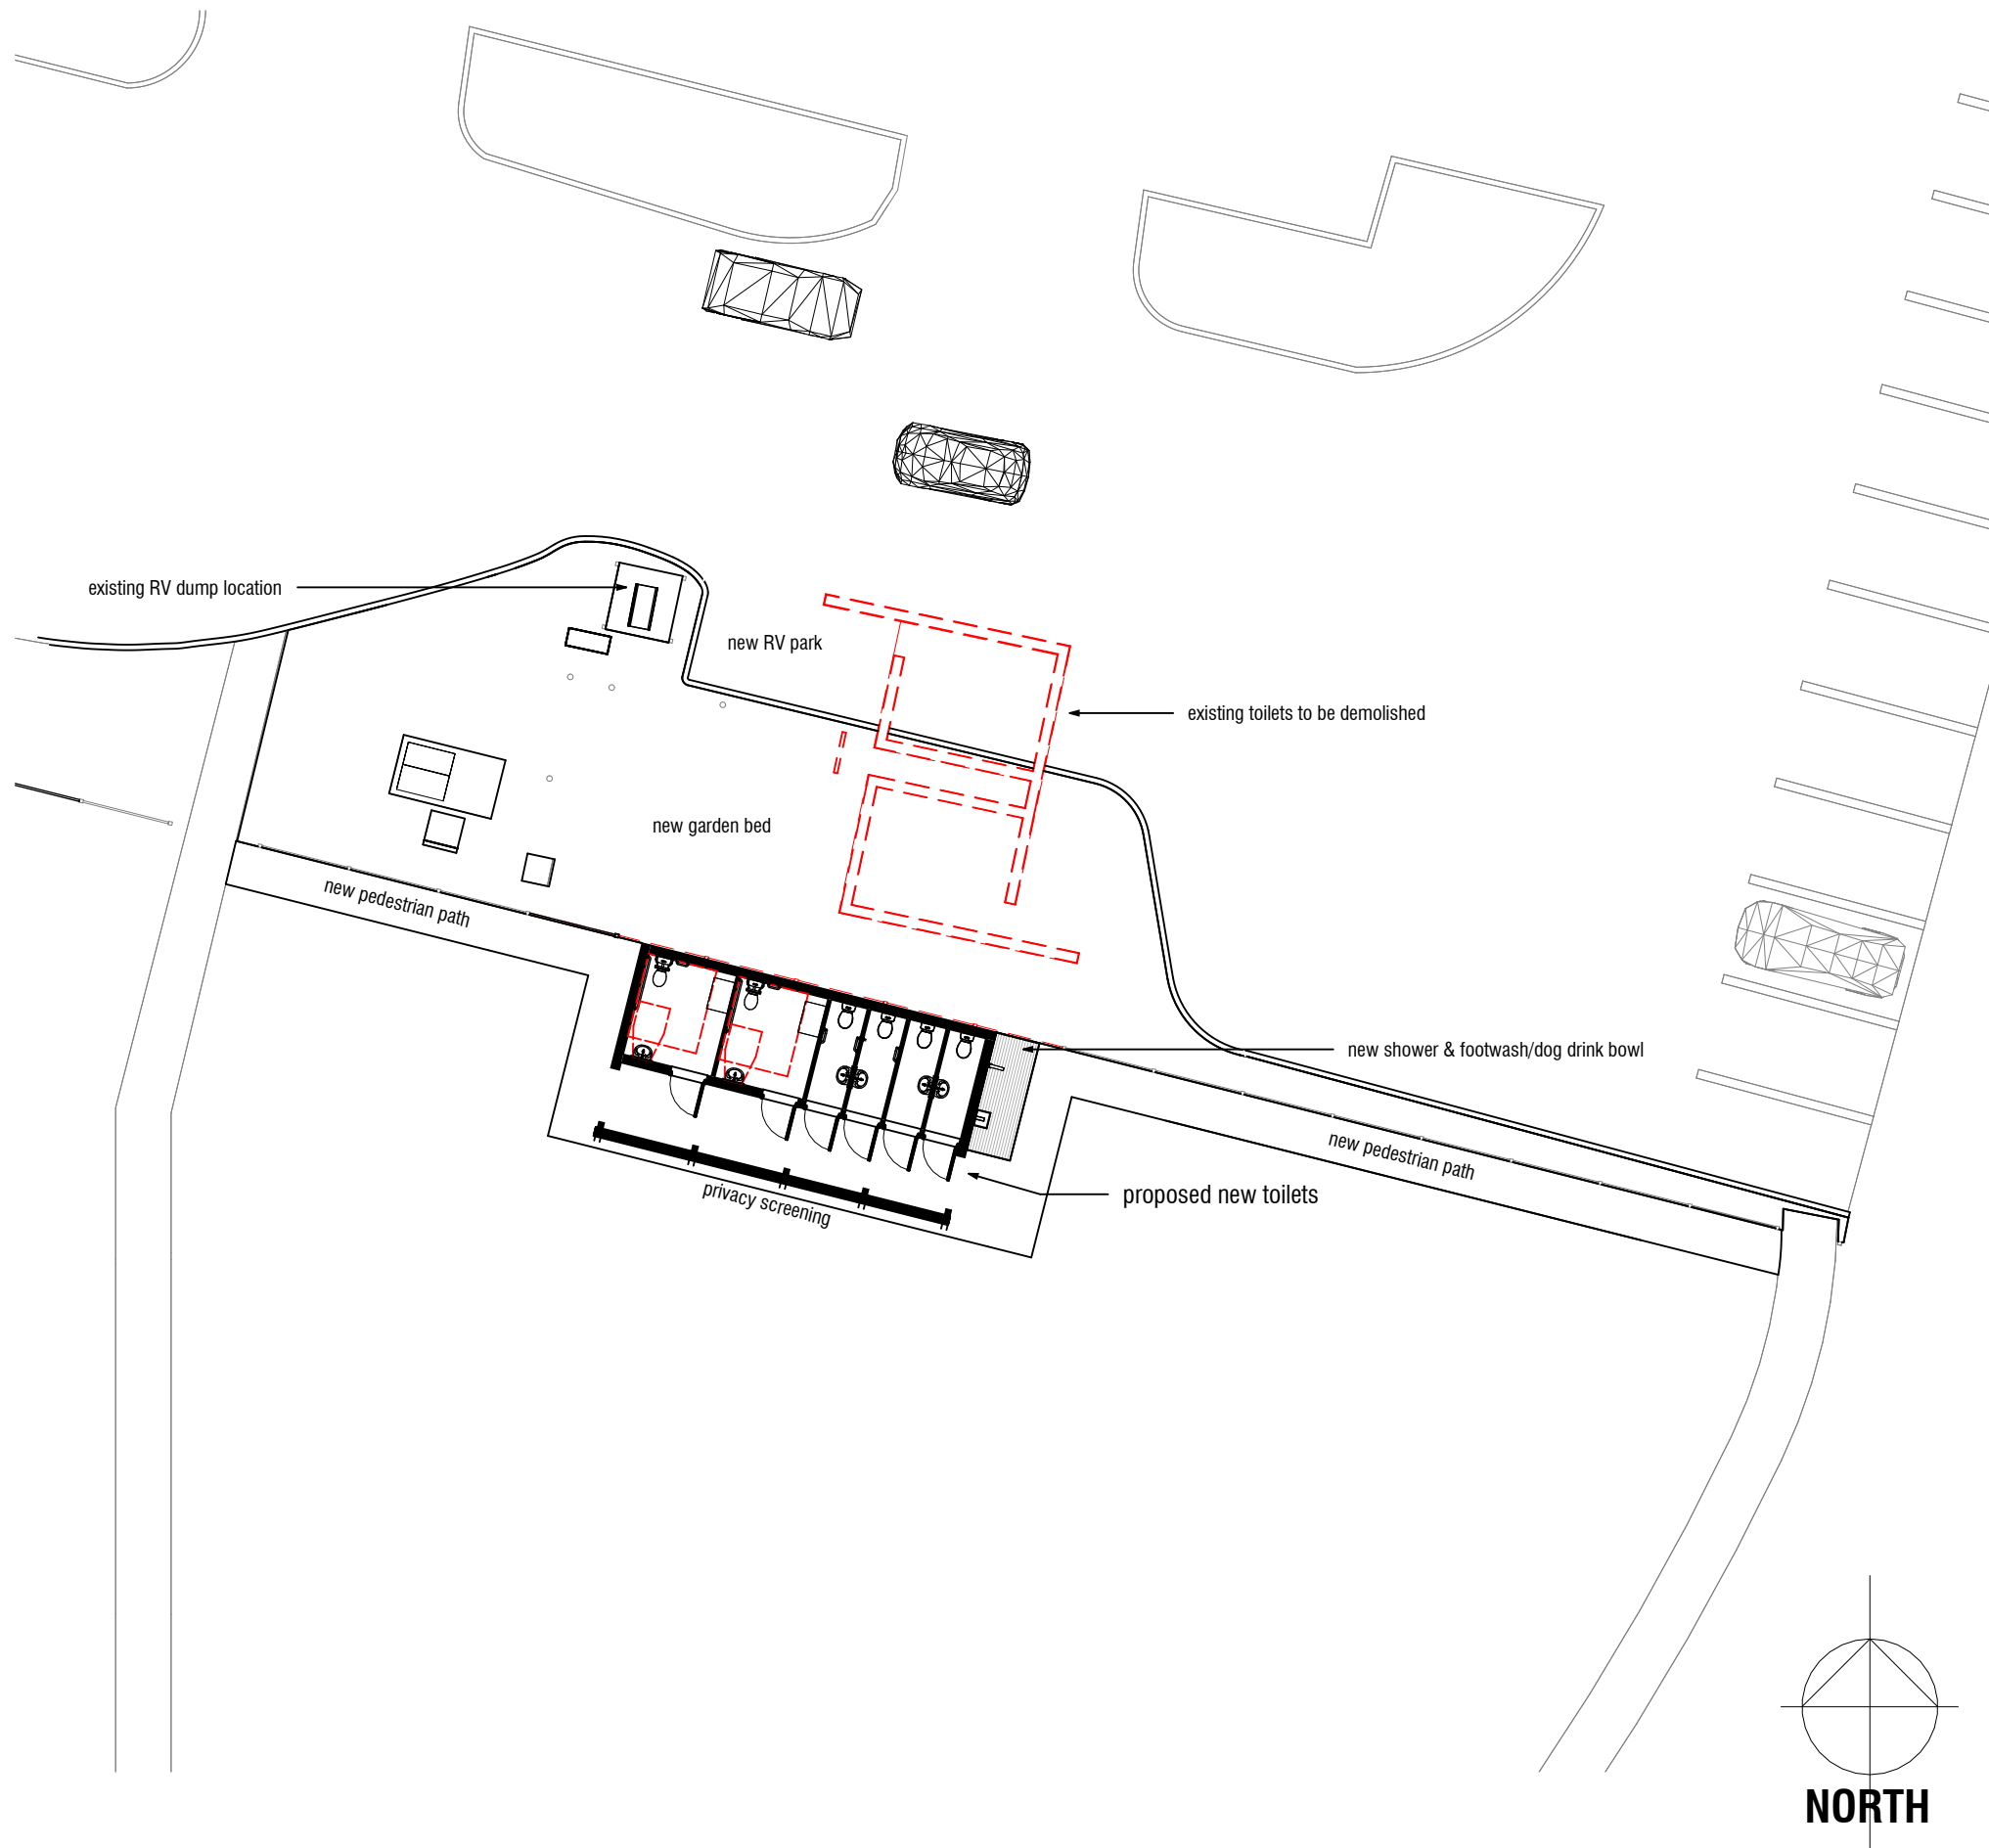 existing RV dump location
new RV park
existing toilets to be demolished
new garden bed
new pedestrian path
new shower & footwash/dog drink bowl
new pedestrian path
privacy screening
proposed new toilets
NORTH